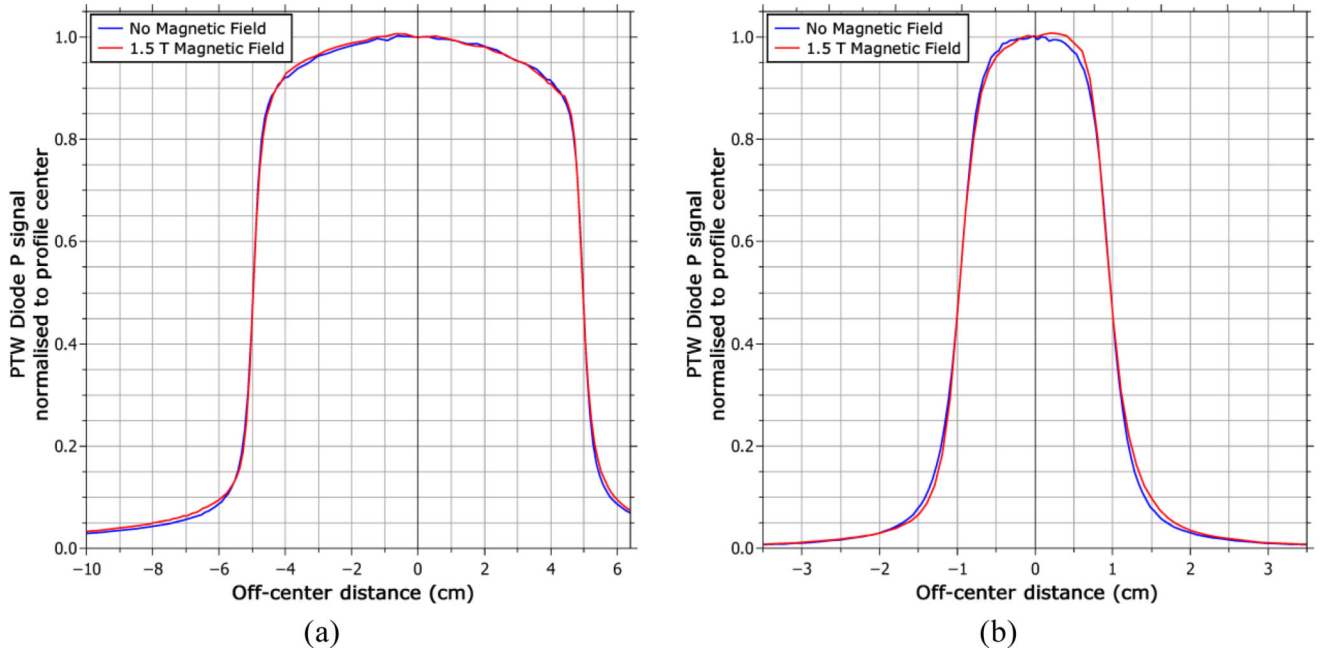 No Magnetic Field
1.5 T Magnetic Field
1.0
0.8
0.6
0.4
0.2
0.0
PTW Diode P signal
normalised to profile center
−10 −8 −6 −4 −2 0 2 4 6
Off-center distance (cm)
(a)
No Magnetic Field
1.5 T Magnetic Field
1.0
0.8
0.6
0.4
0.2
0.0
PTW Diode P signal
normalised to profile center
−3 −2 −1 0 1 2 3
Off-center distance (cm)
(b)